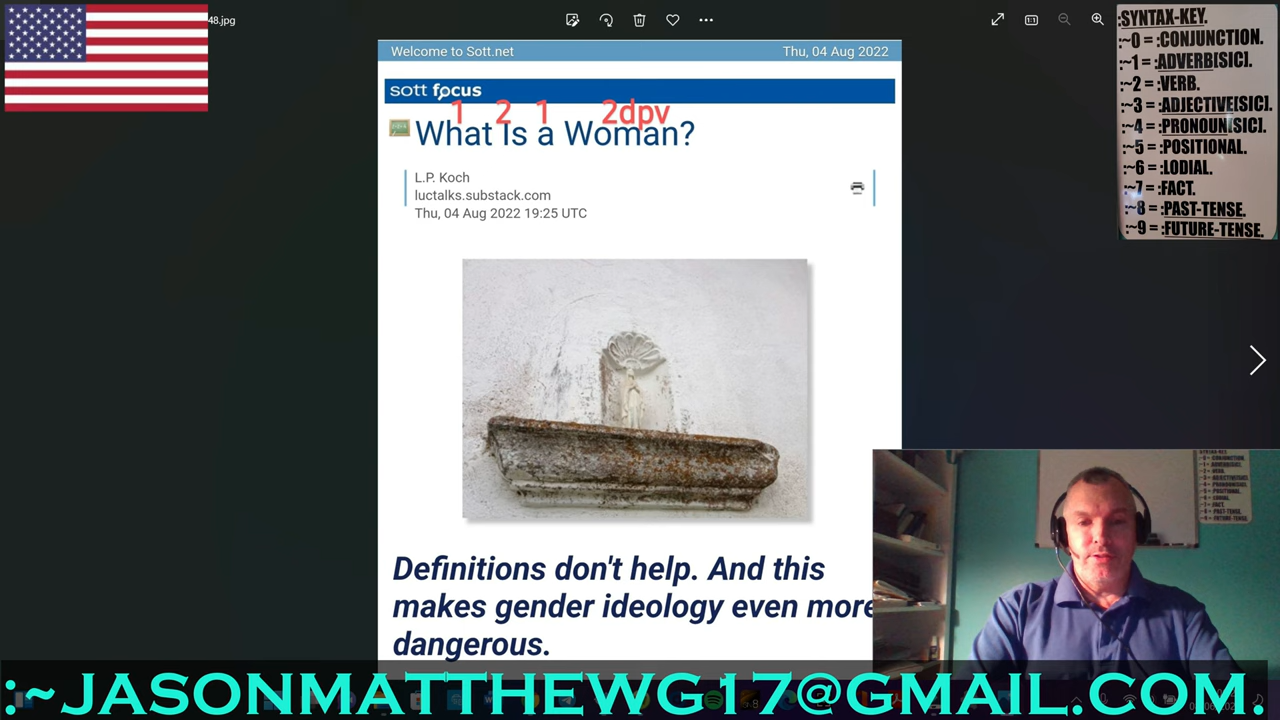 48.jpg
Welcome to Sott.net
Thu, 04 Aug 2022
sott focus
1 2 1 2dpv
What Is a Woman?
L.P. Koch
luctalks.substack.com
Thu, 04 Aug 2022 19:25 UTC
Definitions don't help. And this
makes gender ideology even more
dangerous.
:SYNTAX-KEY.
:~0 = :CONJUNCTION.
:~1 = :ADVERB[SIC].
:~2 = :VERB.
:~3 = :ADJECTIVE[SIC].
:~4 = :PRONOUN[SIC].
:~5 = :POSITIONAL.
:~6 = :LODIAL.
:~7 = :FACT.
:~8 = :PAST-TENSE.
:~9 = :FUTURE-TENSE.
:~JASONMATTHEWG17@GMAIL.COM.